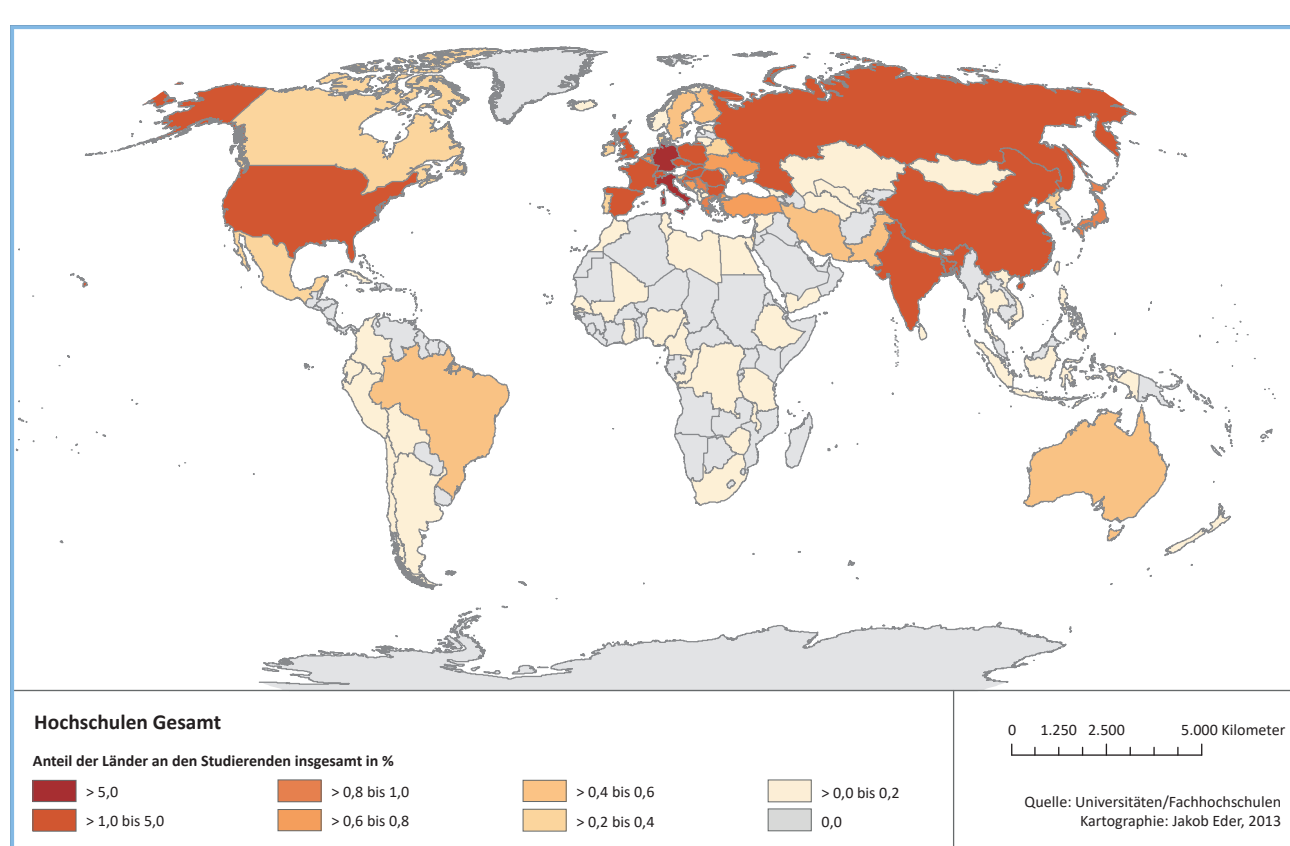 Hochschulen Gesamt
Anteil der Länder an den Studierenden insgesamt in %
> 5,0
> 1,0 bis 5,0
> 0,8 bis 1,0
> 0,6 bis 0,8
> 0,4 bis 0,6
> 0,2 bis 0,4
> 0,0 bis 0,2
0,0
0 1.250 2.500 5.000 Kilometer
Quelle: Universitäten/Fachhochschulen
Kartographie: Jakob Eder, 2013